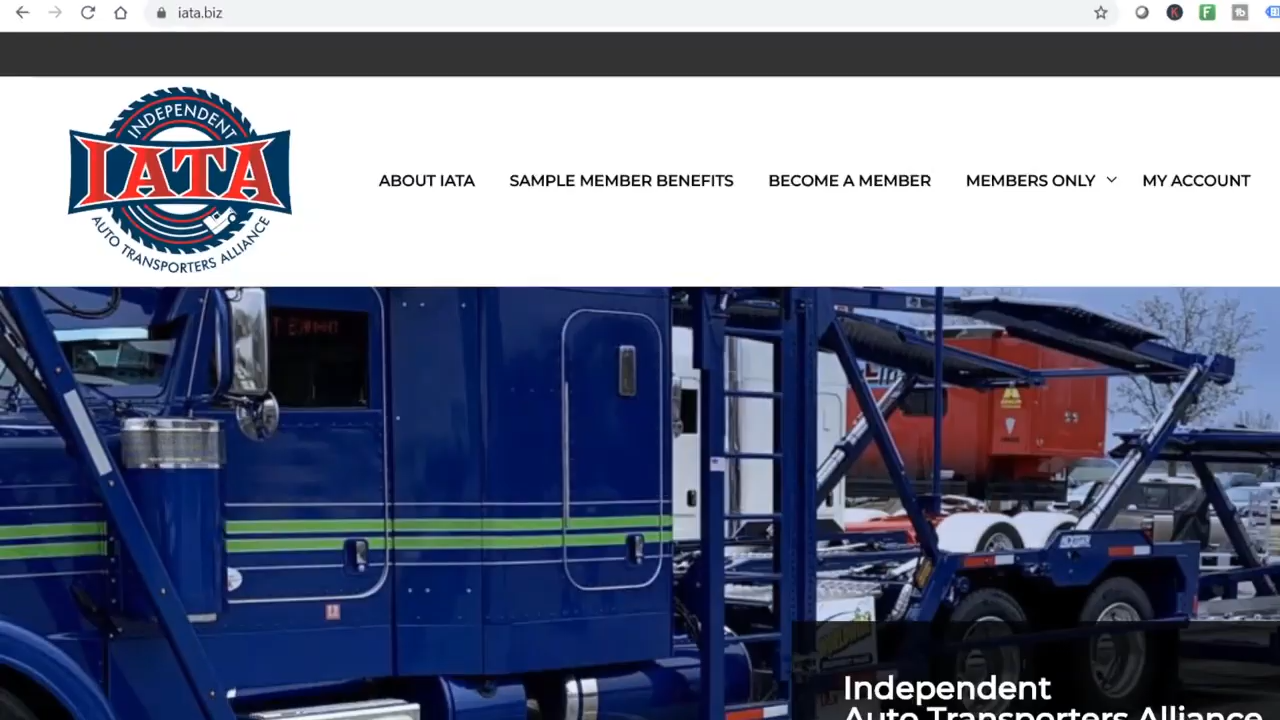 iata.biz
INDEPENDENT
IATA
AUTO TRANSPORTERS ALLIANCE
ABOUT IATA
SAMPLE MEMBER BENEFITS
BECOME A MEMBER
MEMBERS ONLY
MY ACCOUNT
Independent
Auto Transporters Alliance